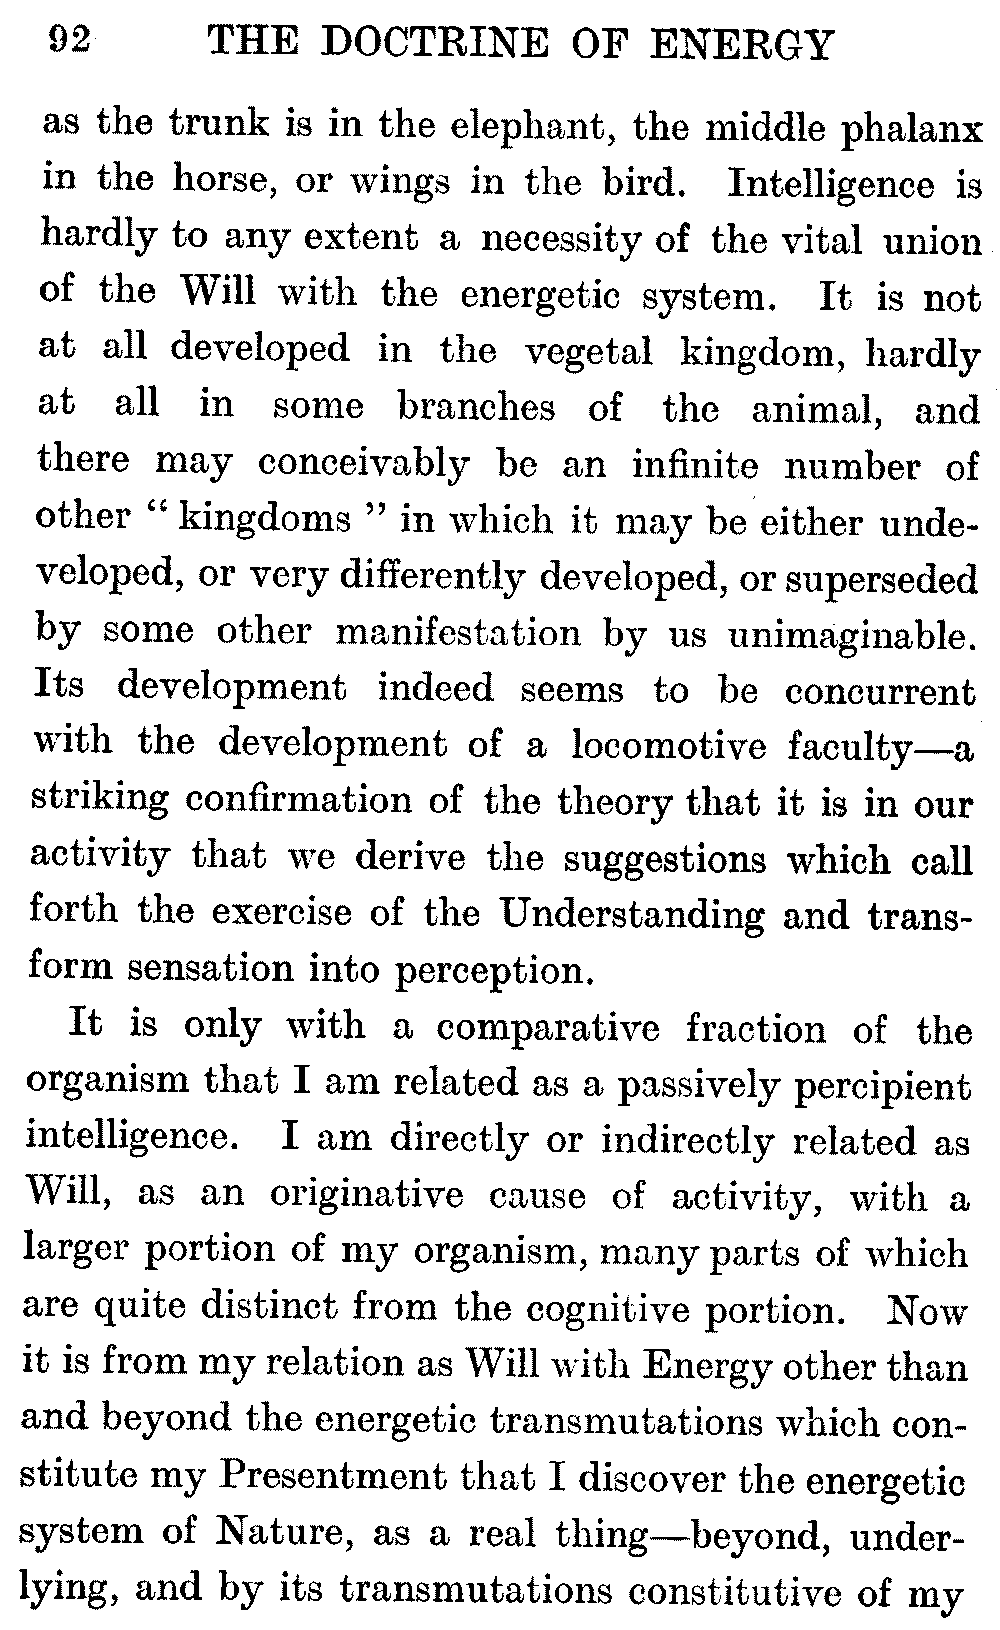 92 THE DOCTRINE OF ENERGY
as the trunk is in the elephant, the middle phalanx
in the horse, or wings in the bird. Intelligence is
hardly to any extent a necessity of the vital union
of the Will with the energetic system. It is not
at all developed in the vegetal kingdom, hardly
at all in some branches of the animal, and
there may conceivably be an infinite number of
other “ kingdoms ” in which it may be either unde-
veloped, or very differently developed, or superseded
by some other manifestation by us unimaginable.
Its development indeed seems to be concurrent
with the development of a locomotive faculty—a
striking confirmation of the theory that it is in our
activity that we derive the suggestions which call
forth the exercise of the Understanding and trans-
form sensation into perception.
It is only with a comparative fraction of the
organism that I am related as a passively percipient
intelligence. I am directly or indirectly related as
Will, as an originative cause of activity, with a
larger portion of my organism, many parts of which
are quite distinct from the cognitive portion. Now
it is from my relation as Will with Energy other than
and beyond the energetic transmutations which con-
stitute my Presentment that I discover the energetic
system of Nature, as a real thing—beyond, under-
lying, and by its transmutations constitutive of my